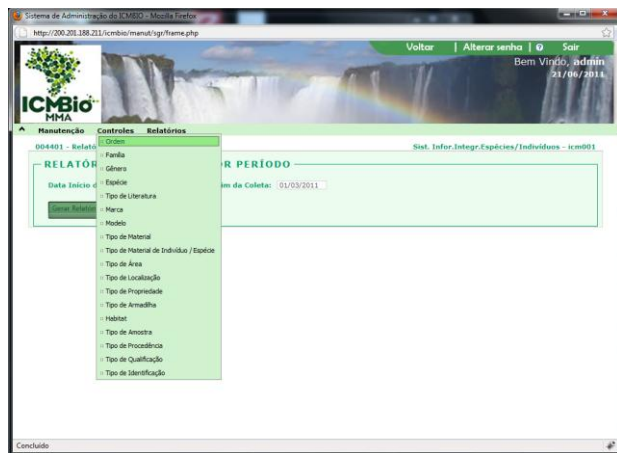 Sistema de Administração do ICMBIO - Mozilla Firefox
http://200.201.188.211/icmbio/menut/sgr/frame.php
Voltar | Alterar senha | Sair
Bem Vindo, admin
21/06/2011
ICMBio
MMA
Manutenção Controles Relatórios
004401 - Relató
Sist. Infor.Integr.Espécies/Indivíduos - icm001
RELATÓR
OR PERÍODO
Data Início d
im da Coleta: 01/03/2011
Gerar Relatór
Ordem
Família
Gênero
Espécie
Tipo de Literatura
Marca
Modelo
Tipo de Material
Tipo de Material de Indivíduo / Espécie
Tipo de Área
Tipo de Localização
Tipo de Propriedade
Tipo de Armadilha
Habitat
Tipo de Amostra
Tipo de Procedência
Tipo de Qualificação
Tipo de Identificação
Concluído